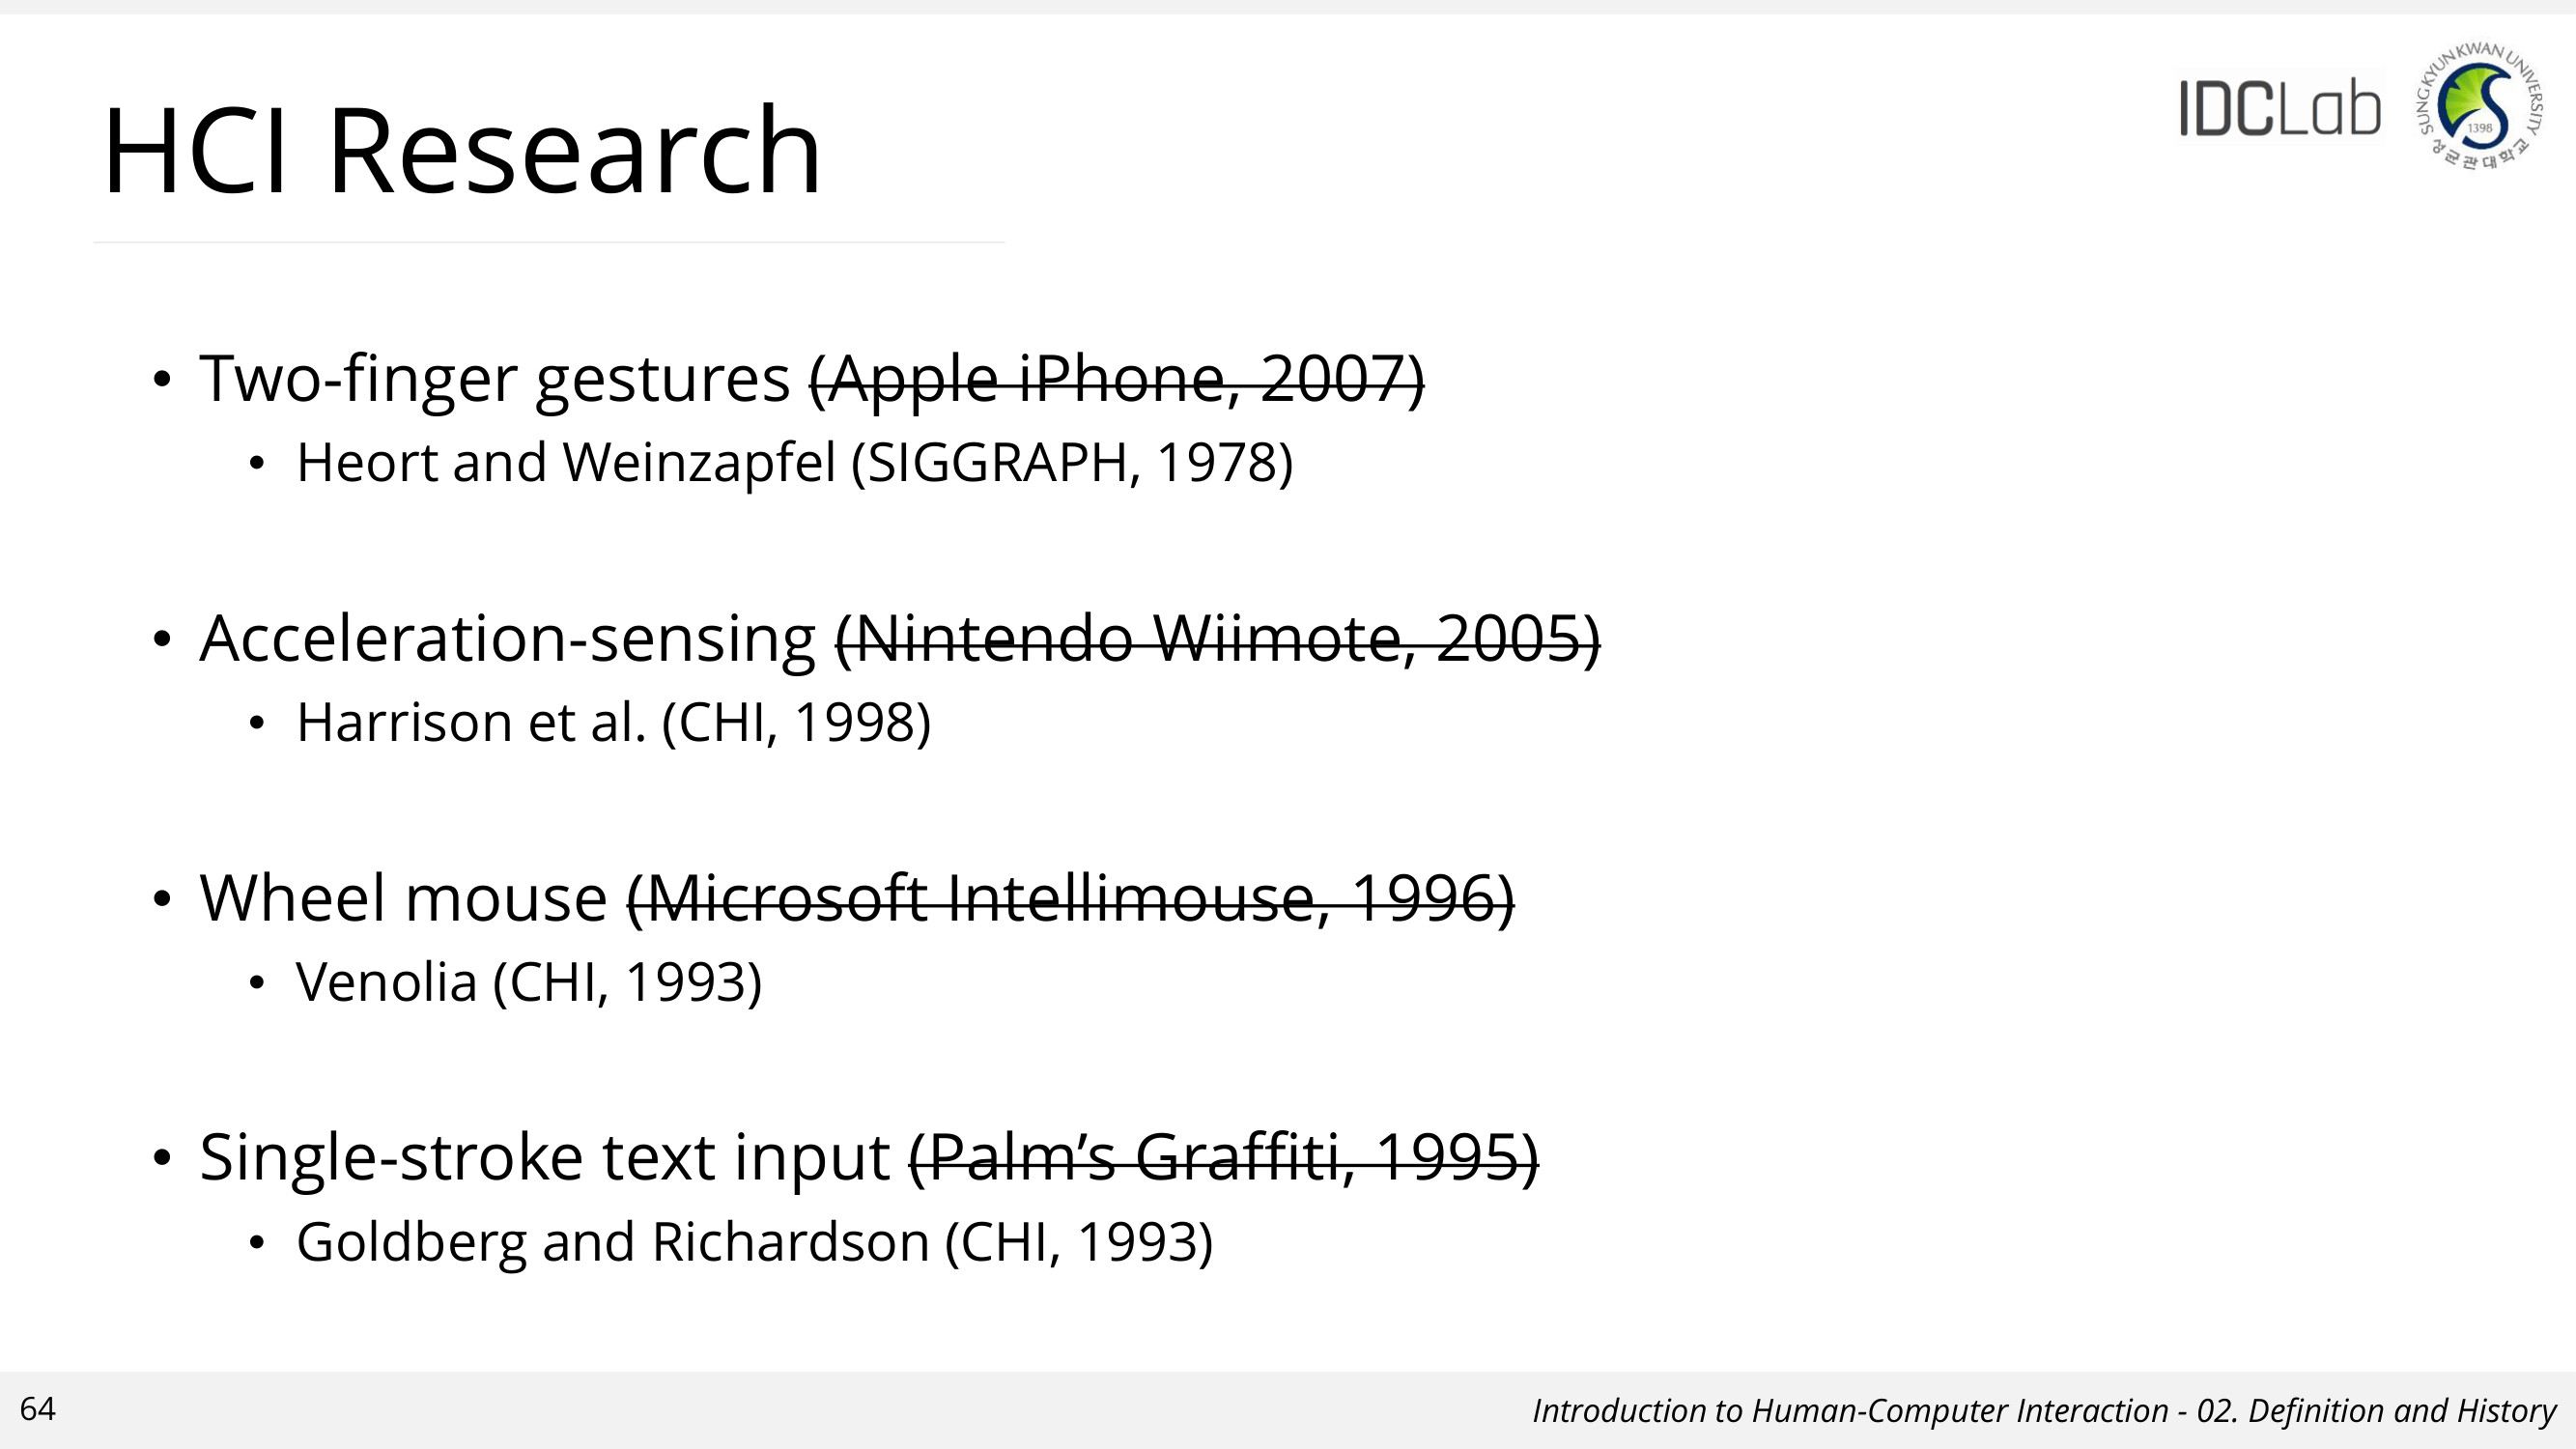 HCI Research
IDCLab
SUNGKYUNKWAN UNIVERSITY
1398
성균관대학교
• Two-finger gestures (Apple iPhone, 2007)
• Heort and Weinzapfel (SIGGRAPH, 1978)
• Acceleration-sensing (Nintendo Wiimote, 2005)
• Harrison et al. (CHI, 1998)
• Wheel mouse (Microsoft Intellimouse, 1996)
• Venolia (CHI, 1993)
• Single-stroke text input (Palm’s Graffiti, 1995)
• Goldberg and Richardson (CHI, 1993)
64
Introduction to Human-Computer Interaction - 02. Definition and History